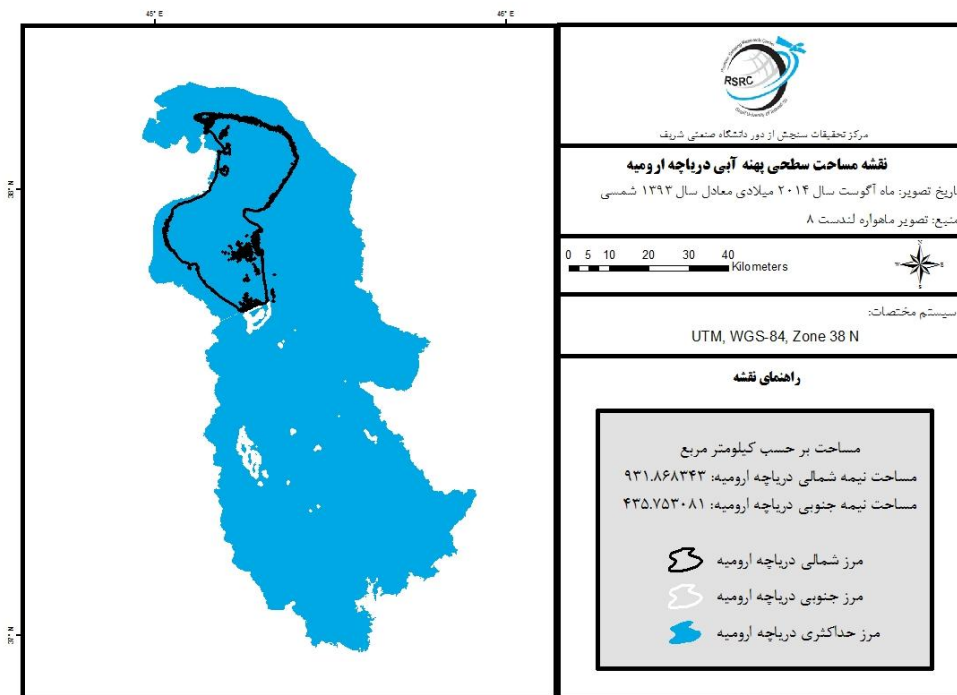 45° E
46° E
38° N
37° N
RSRC
مرکز تحقیقات سنجش از دور دانشگاه صنعتی شریف
نقشه مساحت سطحی پهنه آبی دریاچه ارومیه
تاریخ تصویر: ماه آگوست سال ۲۰۱۴ میلادی معادل سال ۱۳۹۳ شمسی
منبع: تصویر ماهواره لندست ۸
N
W E
S
0 5 10 20 30 40
Kilometers
سیستم مختصات:
UTM, WGS-84, Zone 38 N
راهنمای نقشه
مساحت بر حسب کیلومتر مربع
مساحت نیمه شمالی دریاچه ارومیه: ۹۳۱.۸۶۸۳۴۳
مساحت نیمه جنوبی دریاچه ارومیه: ۴۳۵.۷۵۳۰۸۱
مرز شمالی دریاچه ارومیه
مرز جنوبی دریاچه ارومیه
مرز حداکثری دریاچه ارومیه